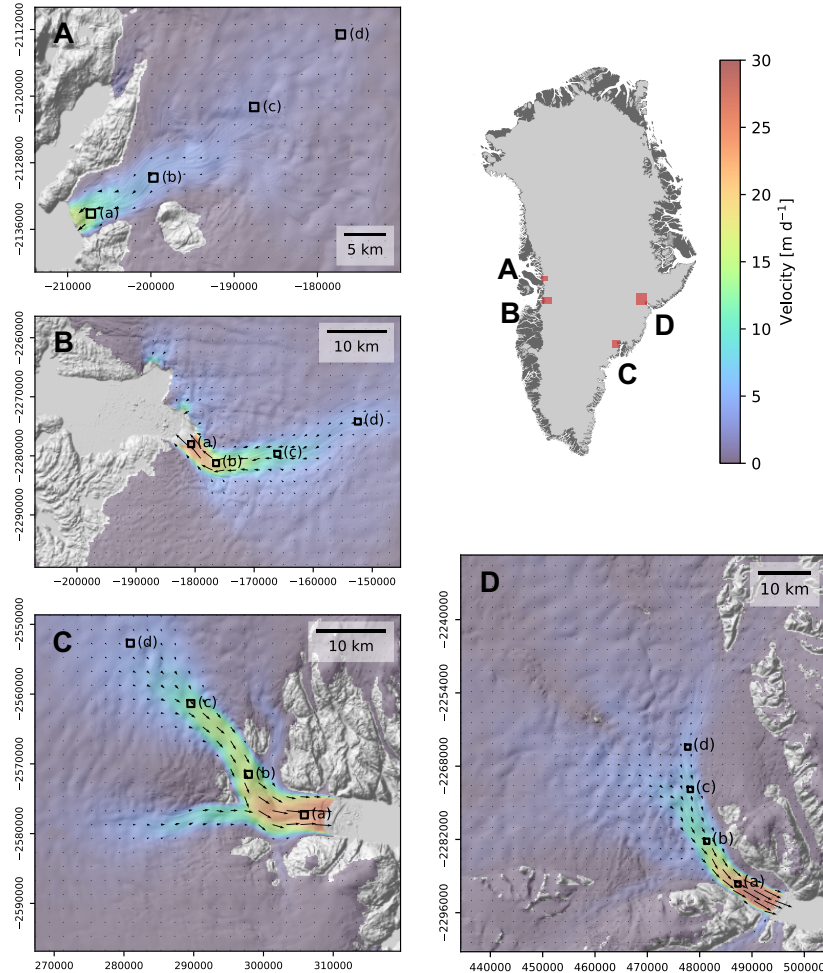 A
(d)
(c)
(b)
(a)
5 km
−2112000
−2120000
−2128000
−2136000
−210000
−200000
−190000
−180000
B
10 km
(d)
(a)
(c)
(b)
−2260000
−2270000
−2280000
−2290000
−200000
−190000
−180000
−170000
−160000
−150000
C
(d)
10 km
(c)
(b)
(a)
−2550000
−2560000
−2570000
−2580000
−2590000
270000
280000
290000
300000
310000
A
B
D
C
30
25
20
15
10
5
0
Velocity [m d⁻¹]
D
10 km
(d)
(c)
(b)
(a)
−2240000
−2254000
−2268000
−2282000
−2296000
440000
450000
460000
470000
480000
490000
500000